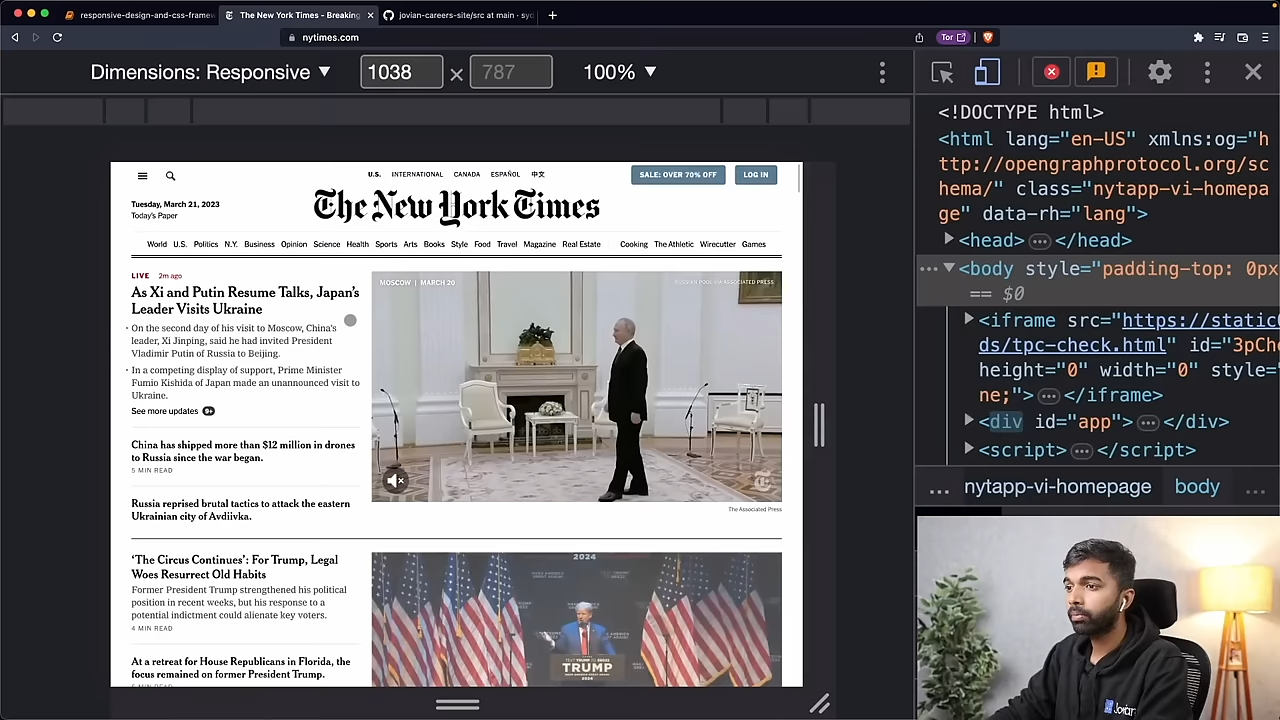 responsive-design-and-css-framew
The New York Times - Breaking
jovian-careers-site/src at main · syd
nytimes.com
Tor
Dimensions: Responsive
1038
787
100%
<!DOCTYPE html>
<html lang="en-US" xmlns:og="h
ttp://opengraphprotocol.org/sc
hema/" class="nytapp-vi-homepa
ge" data-rh="lang">
<head> … </head>
… <body style="padding-top: 0px
== $0
<iframe src="https://static0
ds/tpc-check.html" id="3pChe
height="0" width="0" style="
ne;"> … </iframe>
<div id="app"> … </div>
<script> … </script>
… nytapp-vi-homepage body …
U.S. INTERNATIONAL CANADA ESPAÑOL 中文
SALE: OVER 70% OFF
LOG IN
Tuesday, March 21, 2023
Today's Paper
The New York Times
World U.S. Politics N.Y. Business Opinion Science Health Sports Arts Books Style Food Travel Magazine Real Estate Cooking The Athletic Wirecutter Games
LIVE 2m ago
As Xi and Putin Resume Talks, Japan's
Leader Visits Ukraine
· On the second day of his visit to Moscow, China's
leader, Xi Jinping, said he had invited President
Vladimir Putin of Russia to Beijing.
· In a competing display of support, Prime Minister
Fumio Kishida of Japan made an unannounced visit to
Ukraine.
See more updates 9+
China has shipped more than $12 million in drones
to Russia since the war began.
5 MIN READ
Russia reprised brutal tactics to attack the eastern
Ukrainian city of Avdiivka.
MOSCOW | MARCH 20
RUSSIAN POOL VIA ASSOCIATED PRESS
The Associated Press
'The Circus Continues': For Trump, Legal
Woes Resurrect Old Habits
Former President Trump strengthened his political
position in recent weeks, but his response to a
potential indictment could alienate key voters.
4 MIN READ
At a retreat for House Republicans in Florida, the
focus remained on former President Trump.
2024
TRUMP